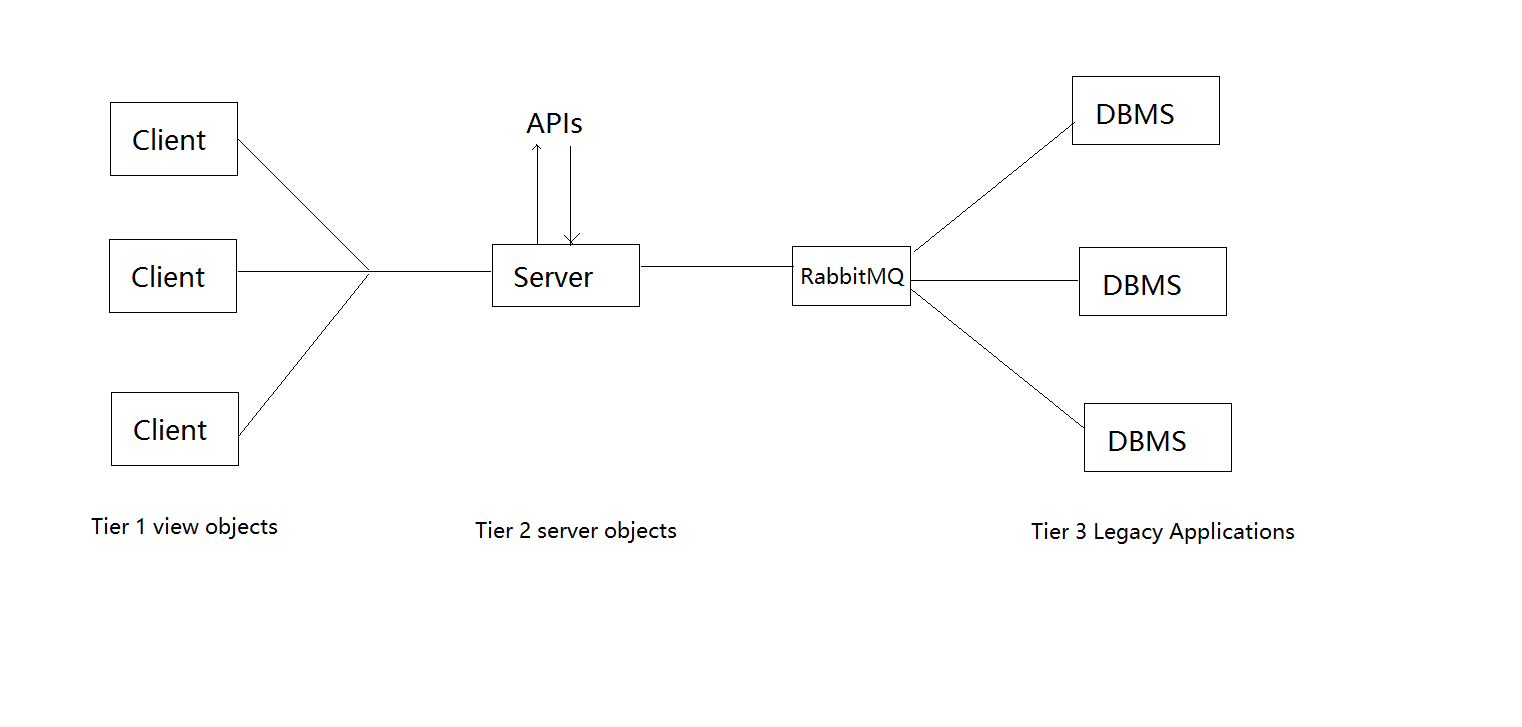 APIs
Client
Client
Client
Server
RabbitMQ
DBMS
DBMS
DBMS
Tier 1 view objects
Tier 2 server objects
Tier 3 Legacy Applications